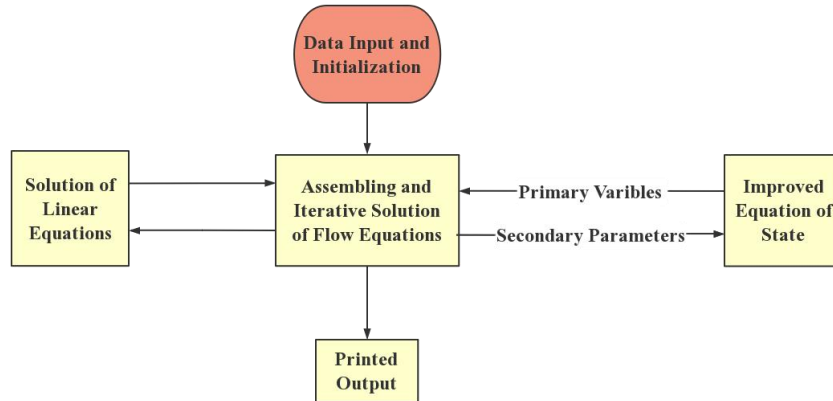 Data Input and
Initialization
Solution of
Linear
Equations
Assembling and
Iterative Solution
of Flow Equations
Primary Varibles
Secondary Parameters
Improved
Equation of
State
Printed
Output